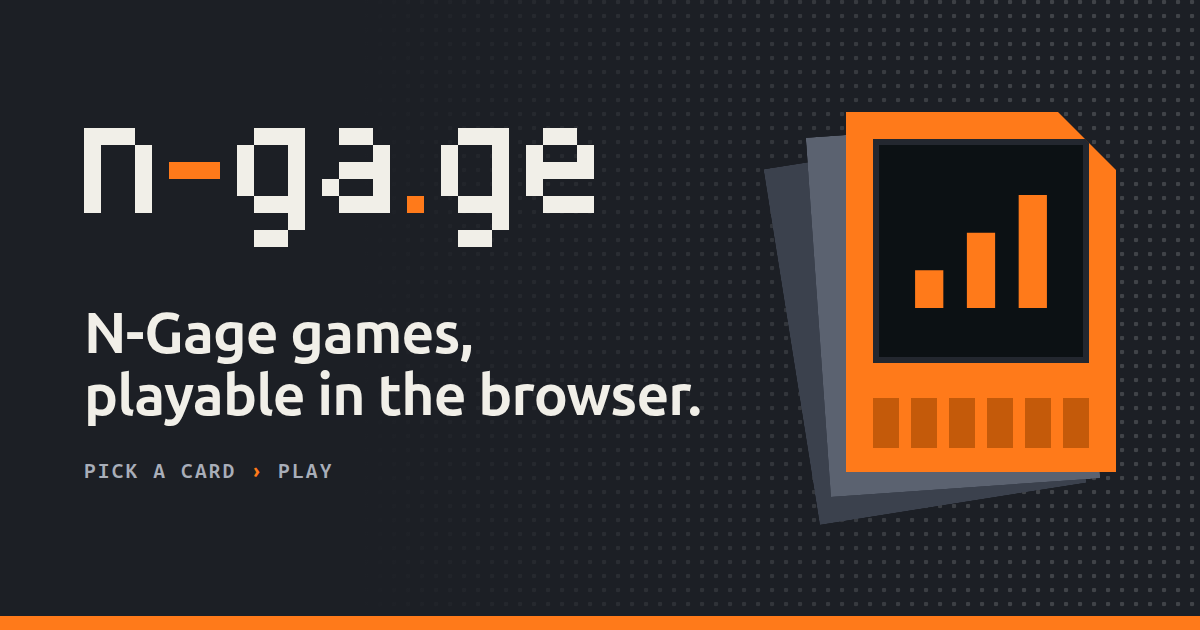 n-ga.ge
N-Gage games,
playable in the browser.
PICK A CARD › PLAY